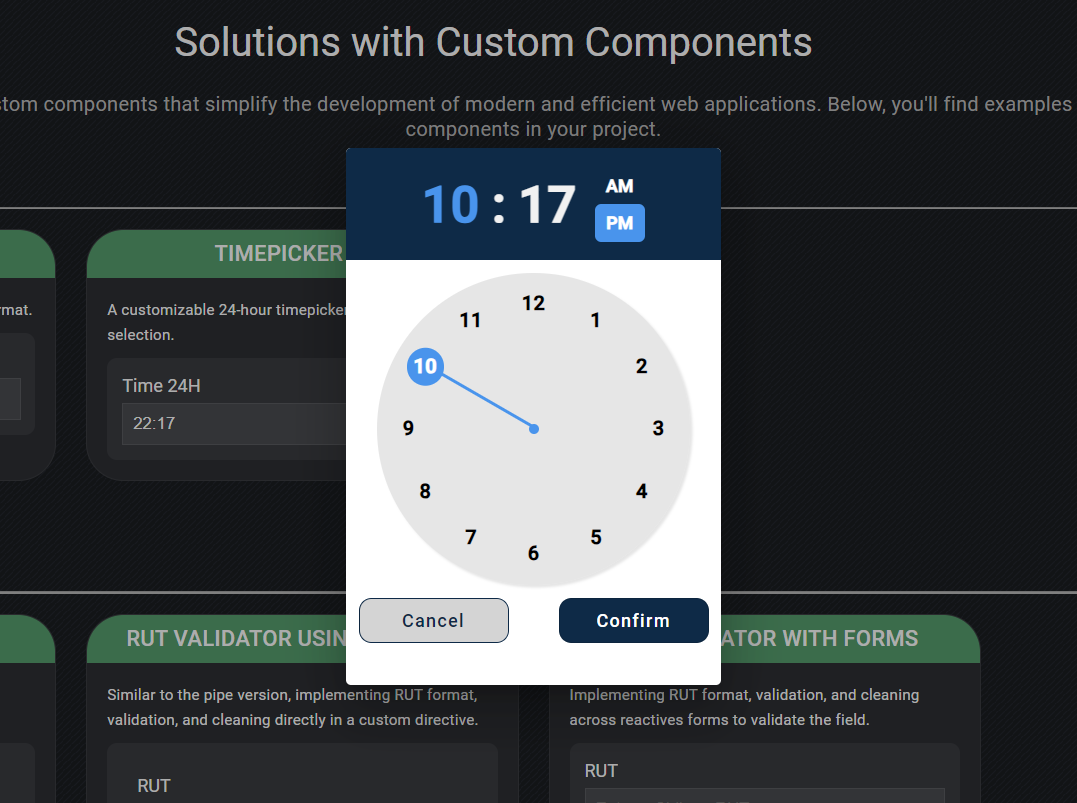 Solutions with Custom Components
components that simplify the development of modern and efficient web applications. Below, you'll find examples
components in your project.
10 : 17
AM
PM
TIMEPICKER
A customizable 24-hour timepicker
selection.
Time 24H
22:17
12
1
2
3
4
5
6
7
8
9
10
11
Cancel
Confirm
RUT VALIDATOR USIN
Similar to the pipe version, implementing RUT format,
validation, and cleaning directly in a custom directive.
RUT
ATOR WITH FORMS
Implementing RUT format, validation, and cleaning
across reactives forms to validate the field.
RUT